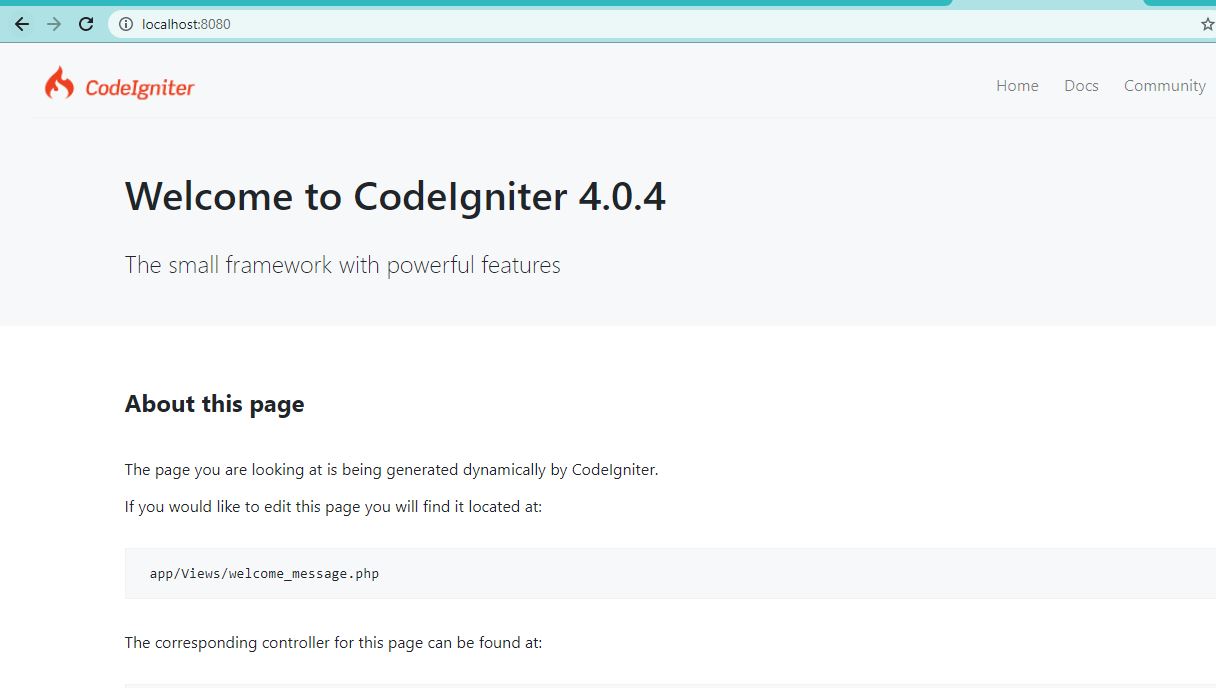 localhost:8080
CodeIgniter
Home Docs Community
Welcome to CodeIgniter 4.0.4
The small framework with powerful features
About this page
The page you are looking at is being generated dynamically by CodeIgniter.
If you would like to edit this page you will find it located at:
app/Views/welcome_message.php
The corresponding controller for this page can be found at: